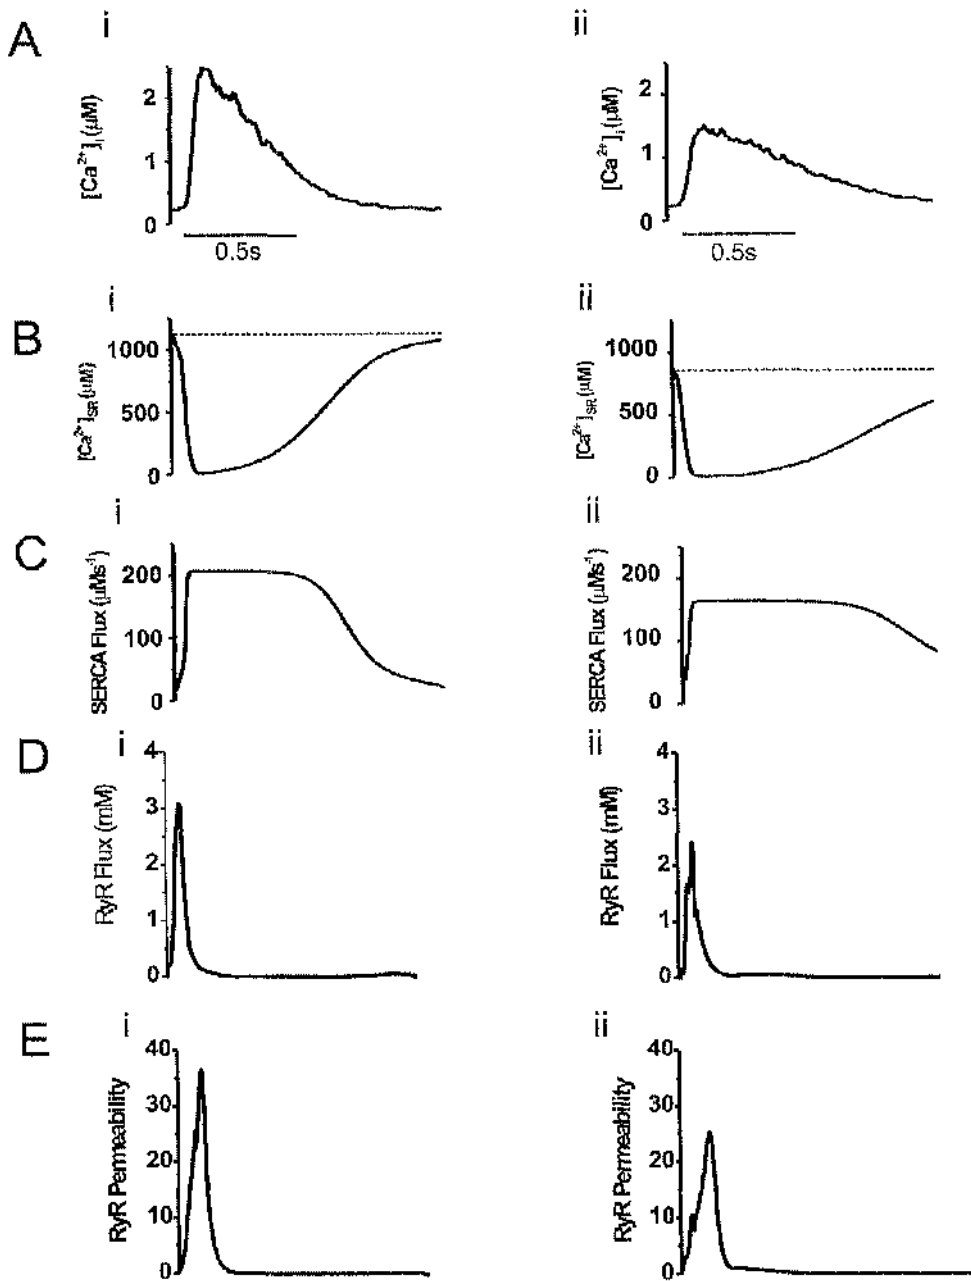 A
i
ii
[Ca²⁺]ᵢ (μM)
2
1
0
0.5s
[Ca²⁺]ᵢ (μM)
2
1
0
0.5s
B
i
ii
[Ca²⁺]SR (μM)
1000
500
0
[Ca²⁺]SR (μM)
1000
500
0
C
i
ii
SERCA Flux (μMs⁻¹)
200
100
0
SERCA Flux (μMs⁻¹)
200
100
0
D
i
ii
RyR Flux (mM)
4
3
2
1
0
RyR Flux (mM)
4
3
2
1
0
E
i
ii
RyR Permeability
40
30
20
10
0
RyR Permeability
40
30
20
10
0